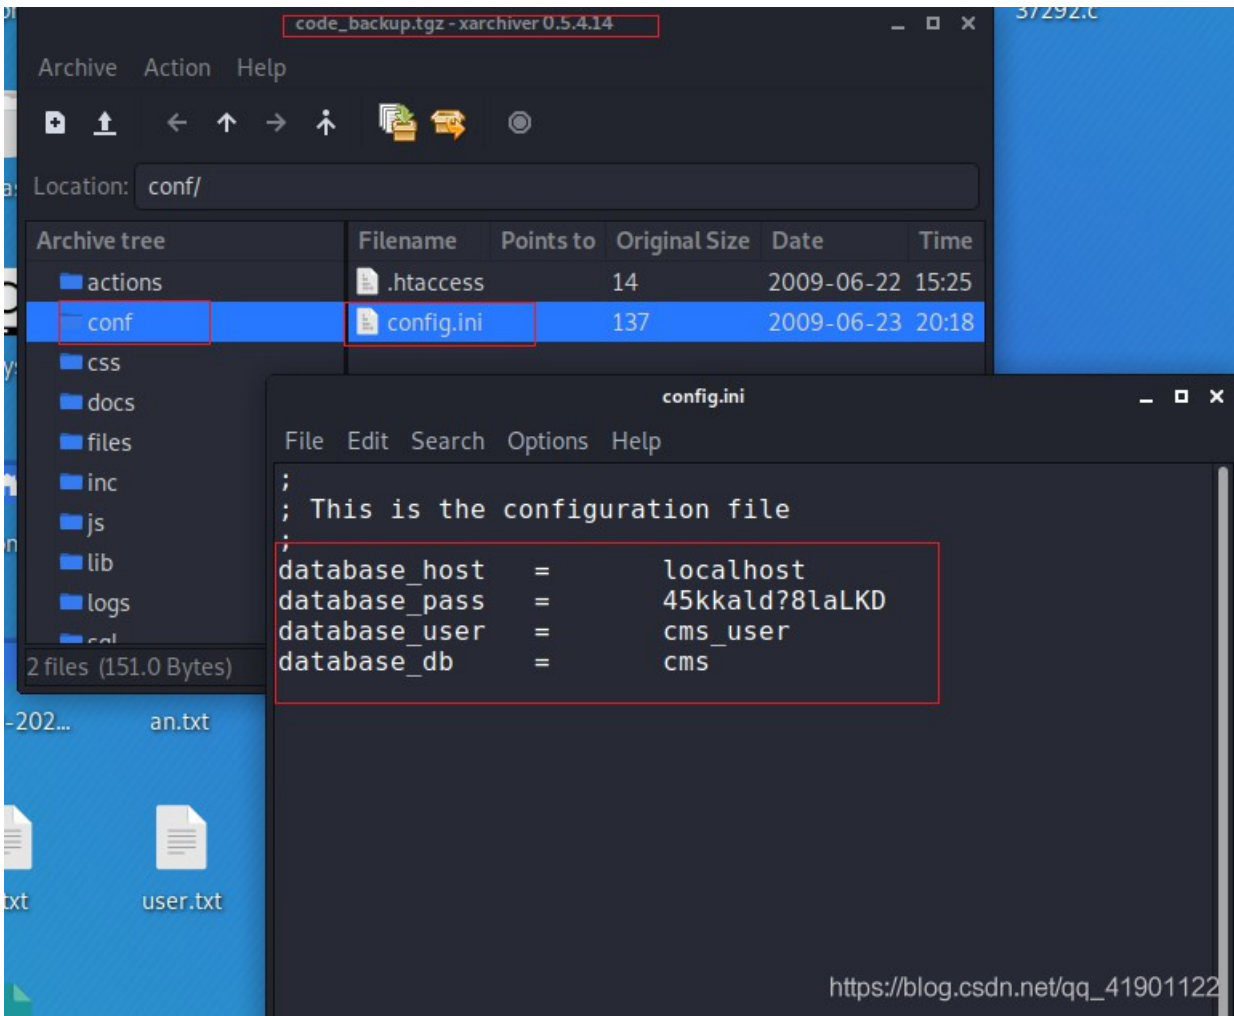 code_backup.tgz - xarchiver 0.5.4.14
37292.c
Archive Action Help
Location: conf/
Archive tree Filename Points to Original Size Date Time
actions .htaccess 14 2009-06-22 15:25
conf config.ini 137 2009-06-23 20:18
css
docs
files
inc
js
lib
logs
sql
2 files (151.0 Bytes)
config.ini
File Edit Search Options Help
;
; This is the configuration file
;
database_host = localhost
database_pass = 45kkald?8laLKD
database_user = cms_user
database_db = cms
-202...
an.txt
txt
user.txt
https://blog.csdn.net/qq_41901122